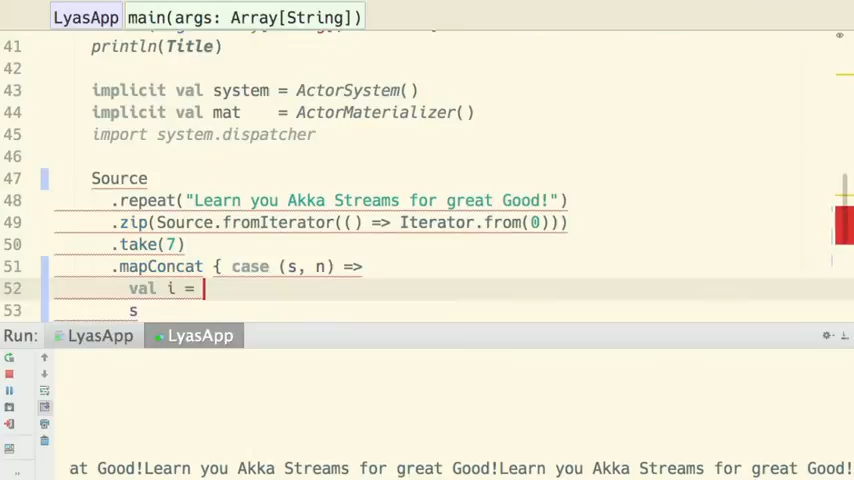 LyasApp main(args: Array[String])
41 println(Title)
42
43 implicit val system = ActorSystem()
44 implicit val mat    = ActorMaterializer()
45 import system.dispatcher
46
47 Source
48 .repeat("Learn you Akka Streams for great Good!")
49 .zip(Source.fromIterator(() => Iterator.from(0)))
50 .take(7)
51 .mapConcat { case (s, n) =>
52 val i =
53 s
Run: LyasApp LyasApp
at Good!Learn you Akka Streams for great Good!Learn you Akka Streams for great Good!